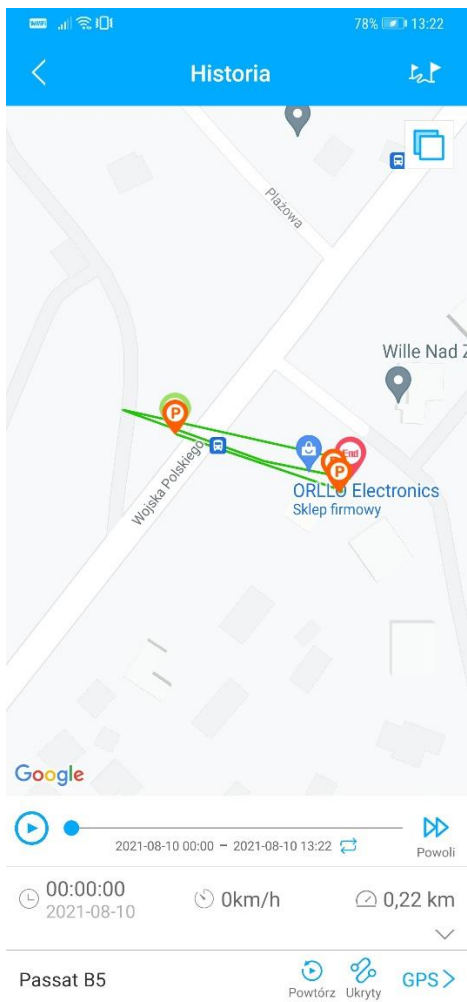 78% 13:22
Historia
Plażowa
Wille Nad
P
Wojska Polskiego
End
P
ORLLO Electronics
Sklep firmowy
Google
2021-08-10 00:00 – 2021-08-10 13:22
Powoli
00:00:00
2021-08-10
0km/h
0,22 km
Passat B5
Powtórz
Ukryty
GPS